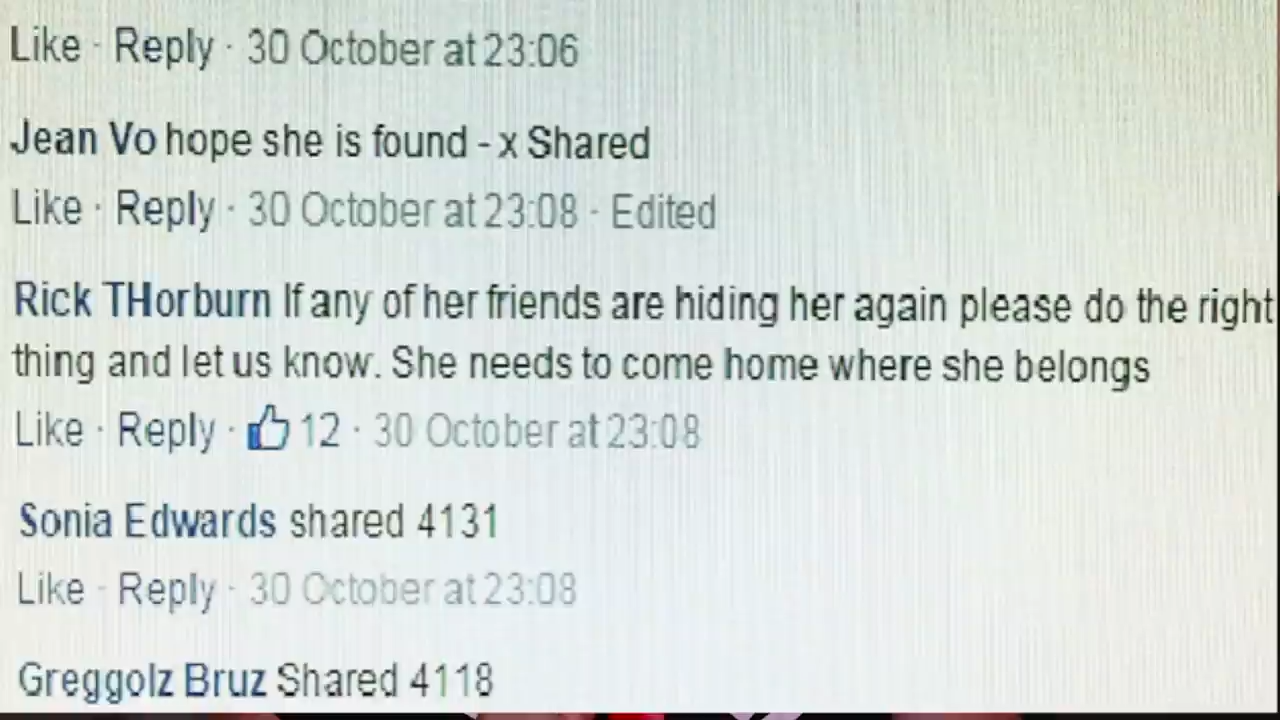 Like · Reply · 30 October at 23:06
Jean Vo hope she is found - x Shared
Like · Reply · 30 October at 23:08 · Edited
Rick THorburn If any of her friends are hiding her again please do the right
thing and let us know. She needs to come home where she belongs
Like · Reply · 12 · 30 October at 23:08
Sonia Edwards shared 4131
Like · Reply · 30 October at 23:08
Greggolz Bruz Shared 4118